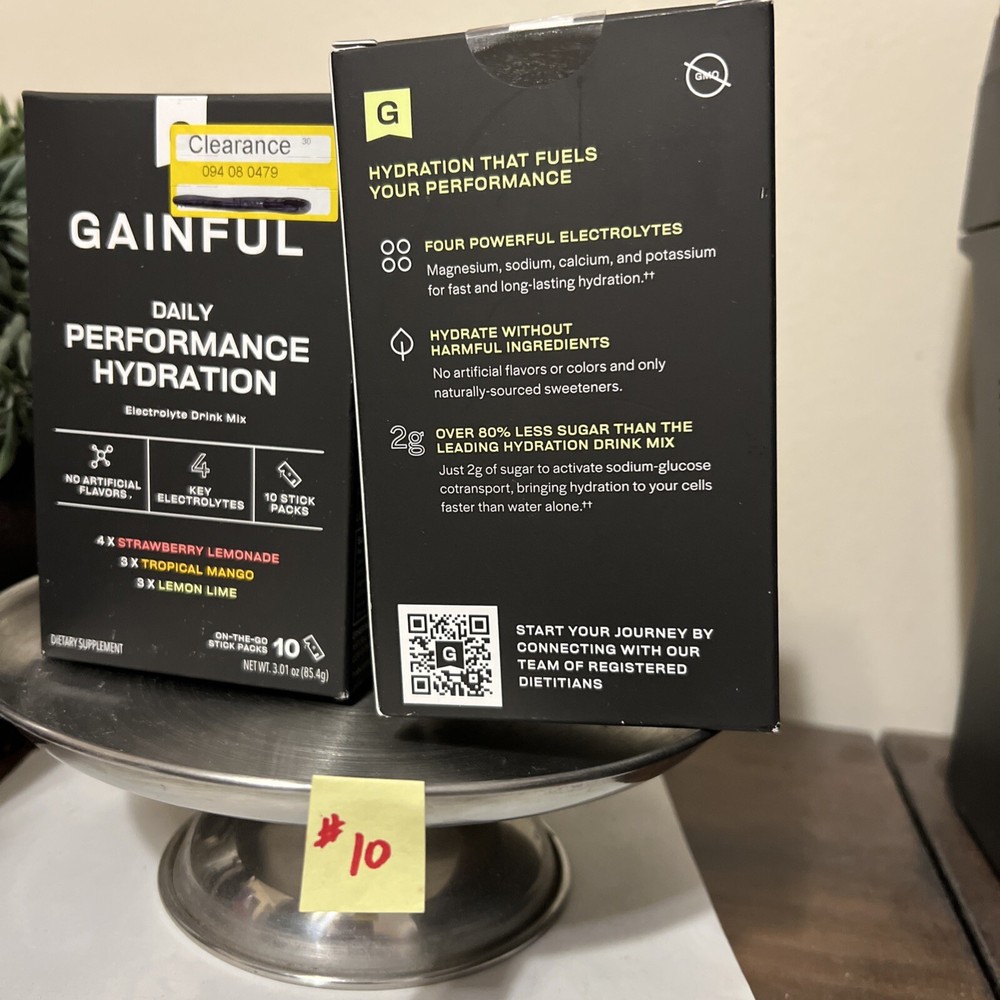 Clearance 30
094 08 0479
GAINFUL
DAILY
PERFORMANCE
HYDRATION
Electrolyte Drink Mix
NO ARTIFICIAL
FLAVORS.
4
KEY
ELECTROLYTES
10 STICK
PACKS
4 X STRAWBERRY LEMONADE
3 X TROPICAL MANGO
3 X LEMON LIME
DIETARY SUPPLEMENT
ON-THE-GO
STICK PACKS 10
NET WT. 3.01 oz (85.4g)
GMO
G
HYDRATION THAT FUELS
YOUR PERFORMANCE
FOUR POWERFUL ELECTROLYTES
Magnesium, sodium, calcium, and potassium
for fast and long-lasting hydration.††
HYDRATE WITHOUT
HARMFUL INGREDIENTS
No artificial flavors or colors and only
naturally-sourced sweeteners.
2g OVER 80% LESS SUGAR THAN THE
LEADING HYDRATION DRINK MIX
Just 2g of sugar to activate sodium-glucose
cotransport, bringing hydration to your cells
faster than water alone.††
G
START YOUR JOURNEY BY
CONNECTING WITH OUR
TEAM OF REGISTERED
DIETITIANS
#10